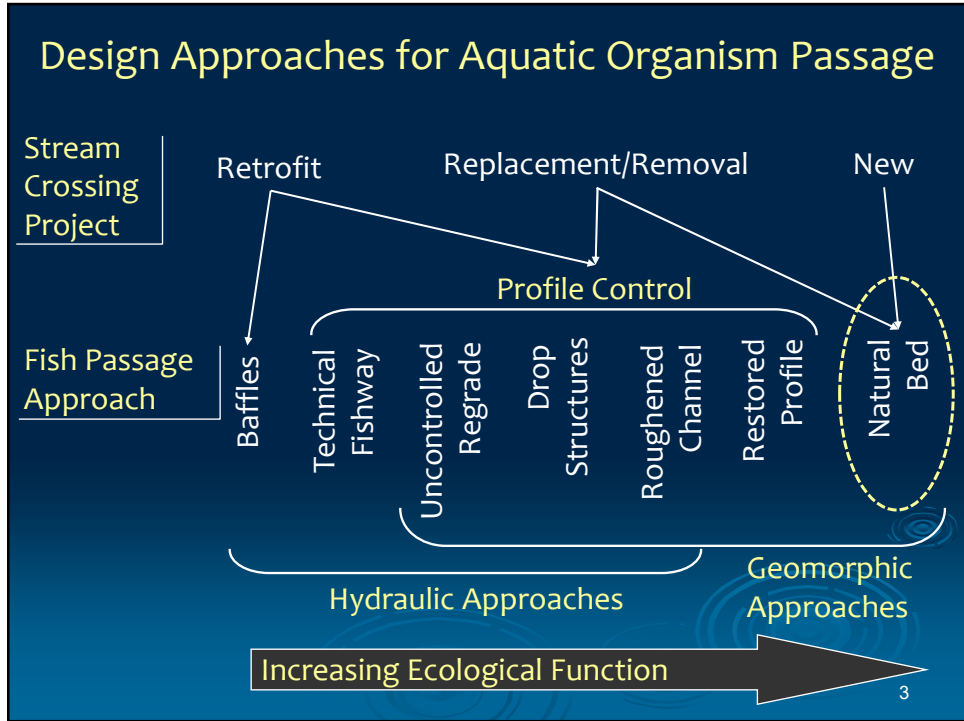 Design Approaches for Aquatic Organism Passage
Stream
Crossing
Project
Retrofit
Replacement/Removal
New
Profile Control
Fish Passage
Approach
Baffles
Technical
Fishway
Uncontrolled
Regrade
Drop
Structures
Roughened
Channel
Restored
Profile
Natural
Bed
Hydraulic Approaches
Geomorphic
Approaches
Increasing Ecological Function
3